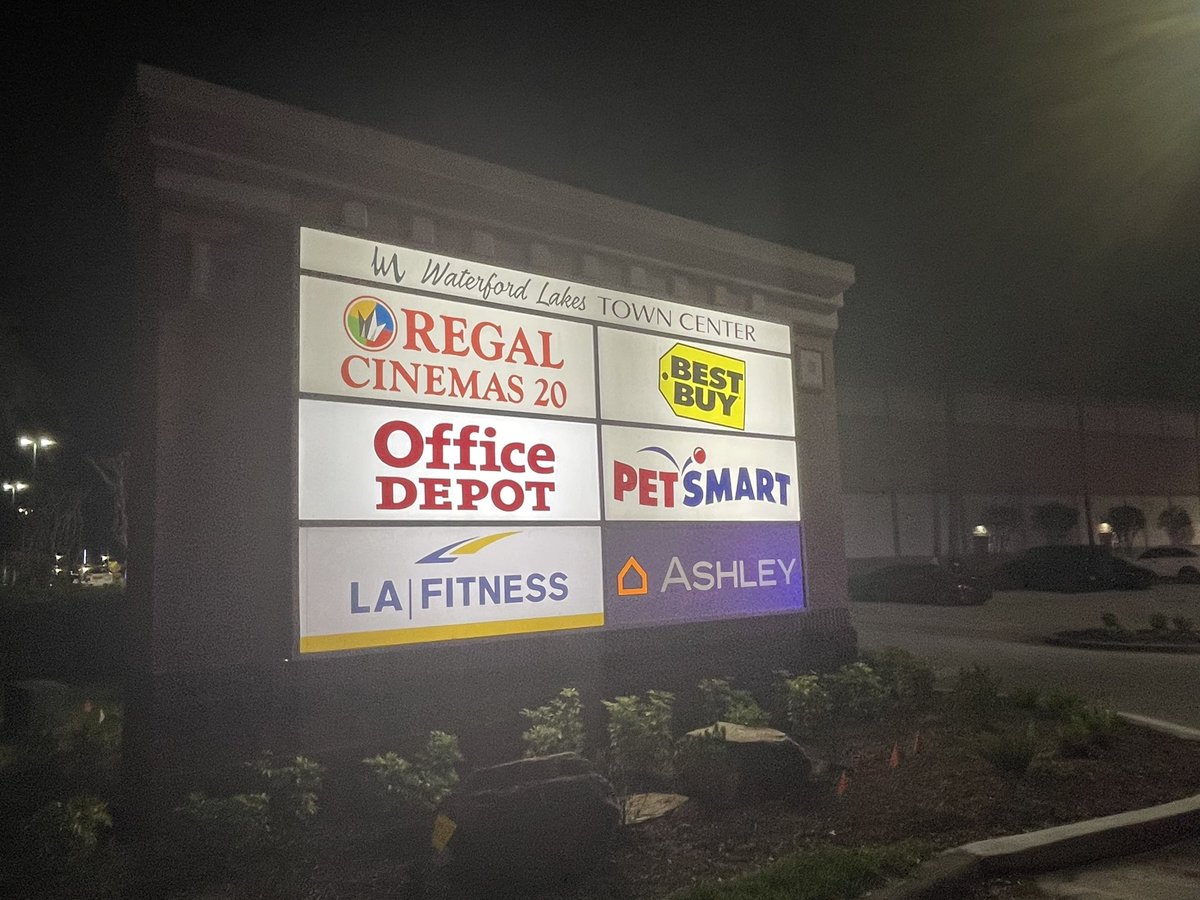 Waterford Lakes TOWN CENTER
REGAL
CINEMAS 20
BEST
BUY
Office
DEPOT
PETSMART
LA|FITNESS
ASHLEY